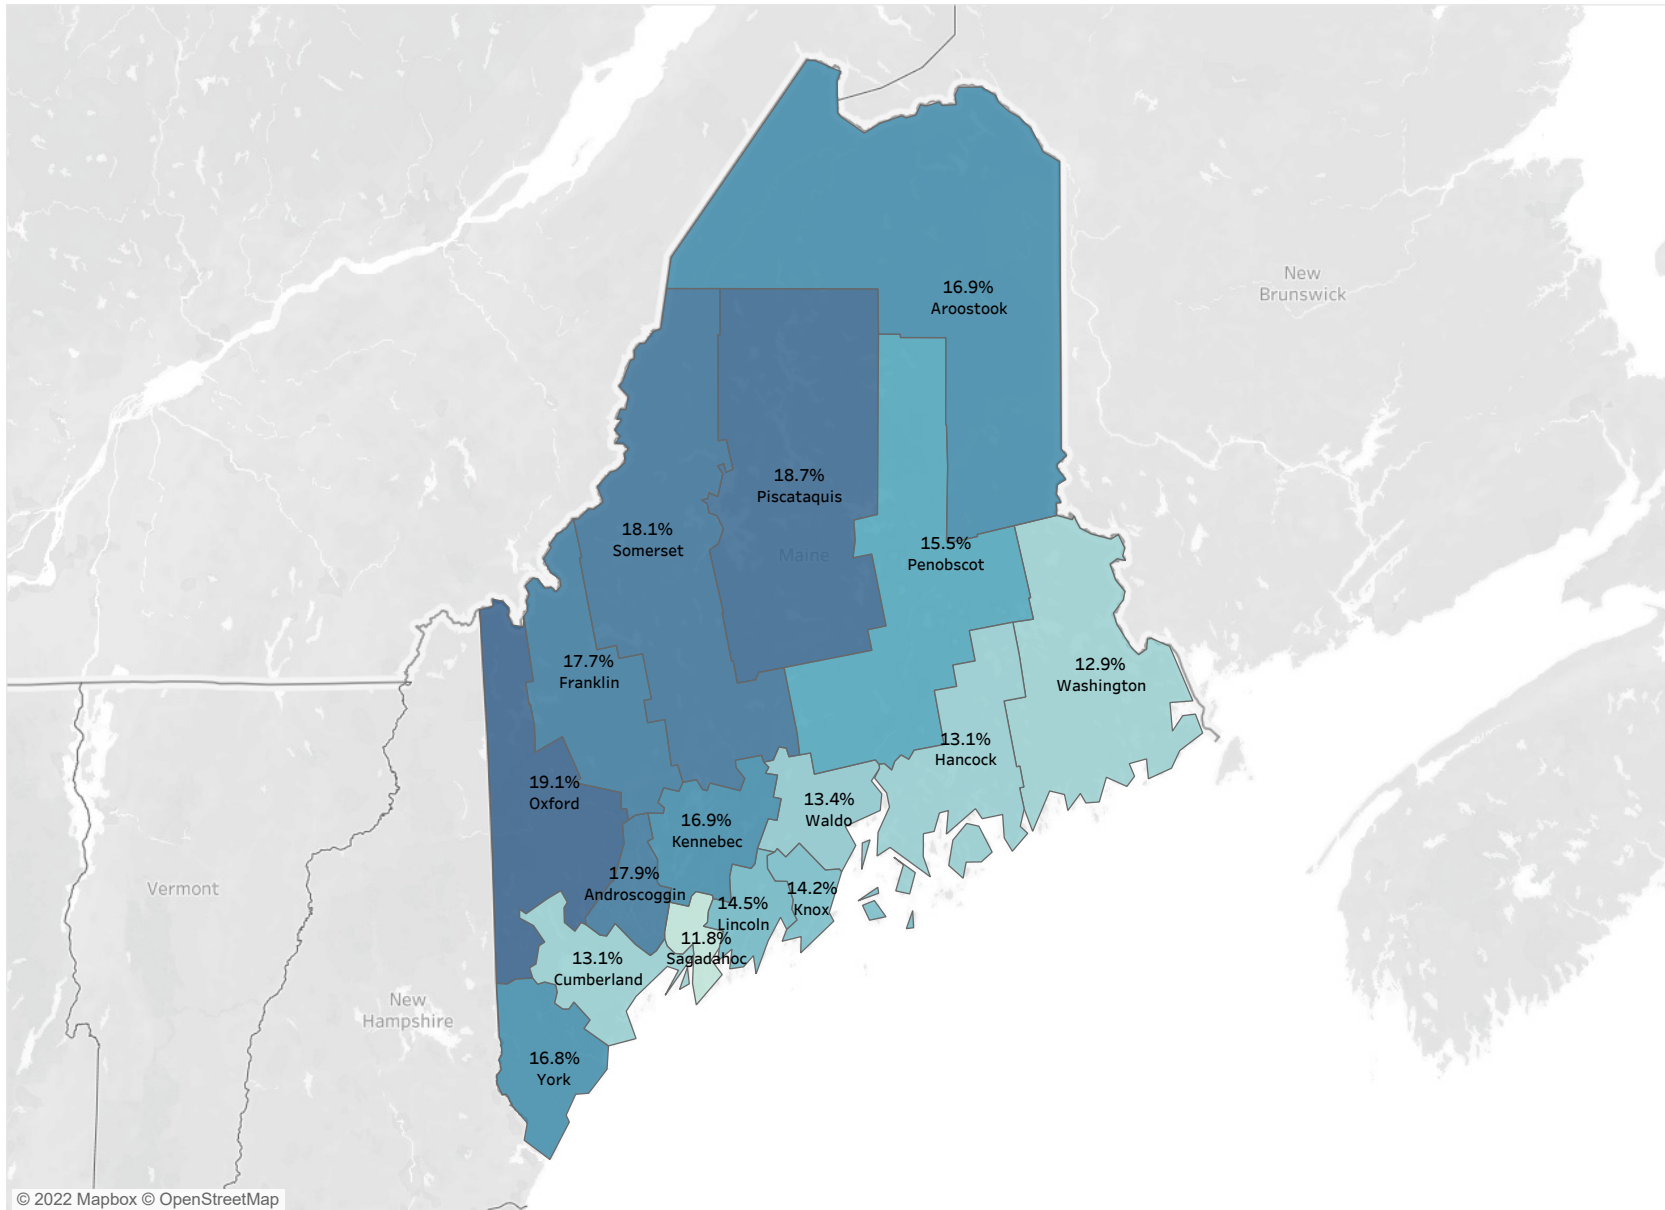 16.9%
Aroostook
New
Brunswick
18.7%
Piscataquis
18.1%
Somerset
Maine
15.5%
Penobscot
17.7%
Franklin
12.9%
Washington
13.1%
Hancock
19.1%
Oxford
13.4%
Waldo
16.9%
Kennebec
17.9%
Androscoggin
14.2%
Knox
14.5%
Lincoln
11.8%
Sagadahoc
13.1%
Cumberland
Vermont
New
Hampshire
16.8%
York
© 2022 Mapbox © OpenStreetMap